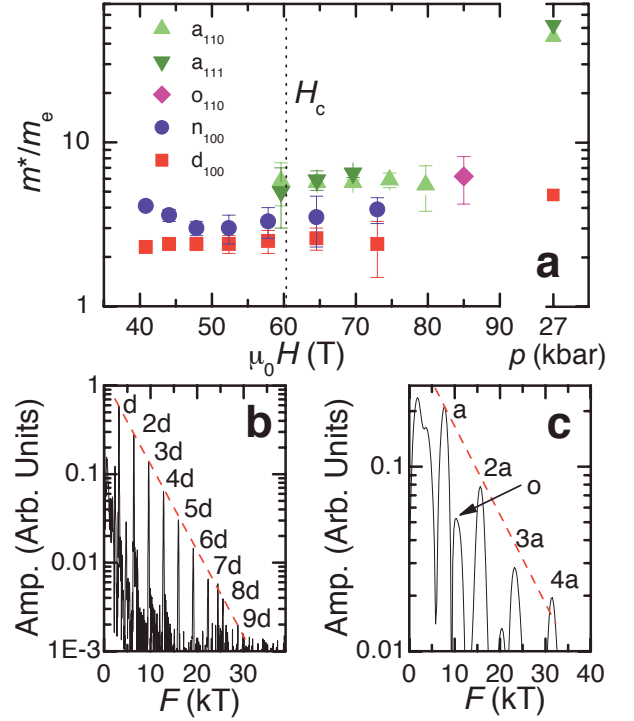 a₁₁₀
a₁₁₁
o₁₁₀
n₁₀₀
d₁₀₀
H_c
m*/mₑ
10
1
a
40 50 60 70 80 90 27
μ₀H (T) p (kbar)
b
d
2d
3d
4d
5d
6d
7d
8d
9d
Amp. (Arb. Units)
1
0.1
0.01
1E-3
0 10 20 30
F (kT)
c
a
2a
o
3a
4a
Amp. (Arb. Units)
0.1
0.01
0 10 20 30 40
F (kT)